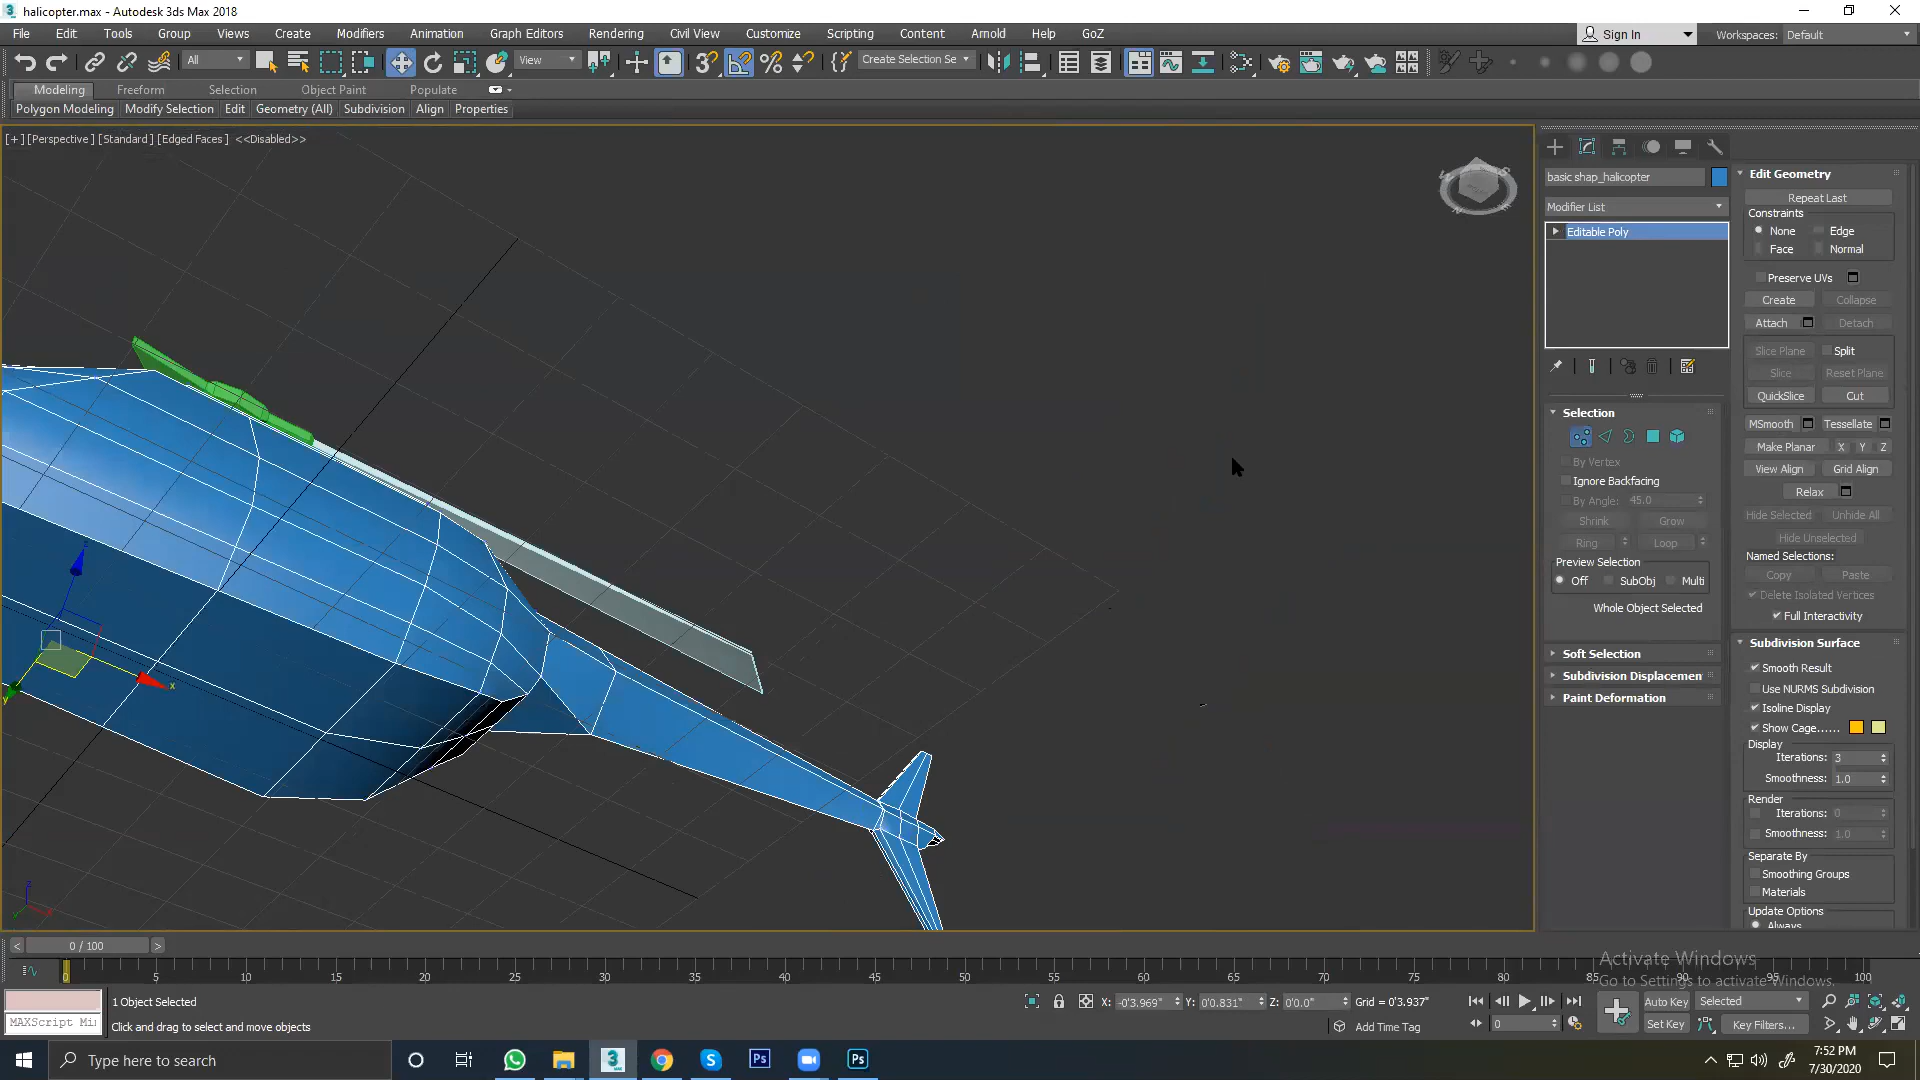 halicopter.max - Autodesk 3ds Max 2018
File Edit Tools Group Views Create Modifiers Animation Graph Editors Rendering Civil View Customize Scripting Content Arnold Help GoZ
Sign In Workspaces: Default
All View Create Selection Se
Modeling Freeform Selection Object Paint Populate
Polygon Modeling Modify Selection Edit Geometry (All) Subdivision Align Properties
[+] [Perspective ] [Standard ] [Edged Faces ] <<Disabled>>
basic shap_halicopter
Modifier List
Editable Poly
Selection
By Vertex
Ignore Backfacing
By Angle: 45.0
Shrink Grow
Ring Loop
Preview Selection
Off SubObj Multi
Whole Object Selected
Soft Selection
Subdivision Displacemen
Paint Deformation
Edit Geometry
Repeat Last
Constraints
None Edge
Face Normal
Preserve UVs
Create Collapse
Attach Detach
Slice Plane Split
Slice Reset Plane
QuickSlice Cut
MSmooth Tessellate
Make Planar X Y Z
View Align Grid Align
Relax
Hide Selected Unhide All
Hide Unselected
Named Selections:
Copy Paste
Delete Isolated Vertices
Full Interactivity
Subdivision Surface
Smooth Result
Use NURMS Subdivision
Isoline Display
Show Cage......
Display
Iterations: 3
Smoothness: 1.0
Render
Iterations: 0
Smoothness: 1.0
Separate By
Smoothing Groups
Materials
Update Options
Always
x
y
z
< 0 / 100 >
0 5 10 15 20 25 30 35 40 45 50 55 60 65 70 75 80 85 90 95 100
Activate Windows
Go to Settings to activate Windows.
1 Object Selected
X: -0'3.969" Y: 0'0.831" Z: 0'0.0" Grid = 0'3.937"
Auto Key Selected
MAXScript Mi
Click and drag to select and move objects
Add Time Tag
0
Set Key Key Filters...
Type here to search
7:52 PM
7/30/2020